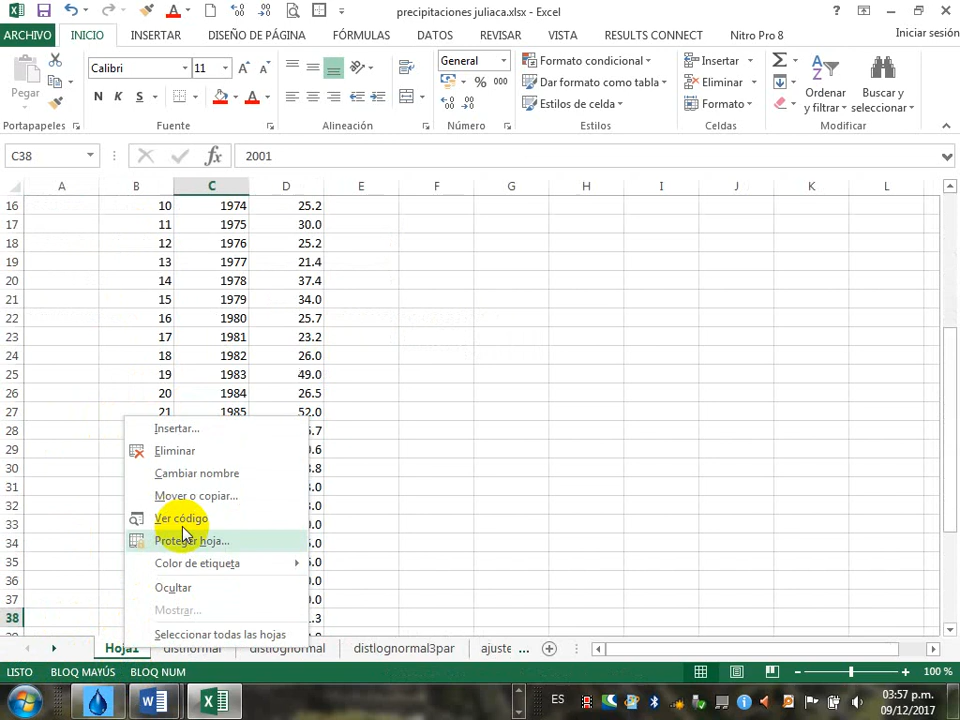 precipitaciones juliaca.xlsx - Excel
ARCHIVO INICIO INSERTAR DISEÑO DE PÁGINA FÓRMULAS DATOS REVISAR VISTA RESULTS CONNECT Nitro Pro 8 Iniciar sesión
Pegar
Calibri 11
N K S
General
% 000
Formato condicional
Dar formato como tabla
Estilos de celda
Insertar
Eliminar
Formato
Ordenar y filtrar
Buscar y seleccionar
Portapapeles Fuente Alineación Número Estilos Celdas Modificar
C38 fx 2001
A B C D E F G H I J K L
16 10 1974 25.2
17 11 1975 30.0
18 12 1976 25.2
19 13 1977 21.4
20 14 1978 37.4
21 15 1979 34.0
22 16 1980 25.7
23 17 1981 23.2
24 18 1982 26.0
25 19 1983 49.0
26 20 1984 26.5
27 21 1985 52.0
28 .7
29 .6
30 .8
31 .0
32 .0
33 .0
34 .0
35 .0
36 .0
37 .0
38 .3
Insertar...
Eliminar
Cambiar nombre
Mover o copiar...
Ver código
Proteger hoja...
Color de etiqueta
Ocultar
Mostrar...
Seleccionar todas las hojas
Hoja1 distnormal distlognormal distlognormal3par ajuste ...
LISTO BLOQ MAYÚS BLOQ NUM 100 %
ES 03:57 p.m.
09/12/2017